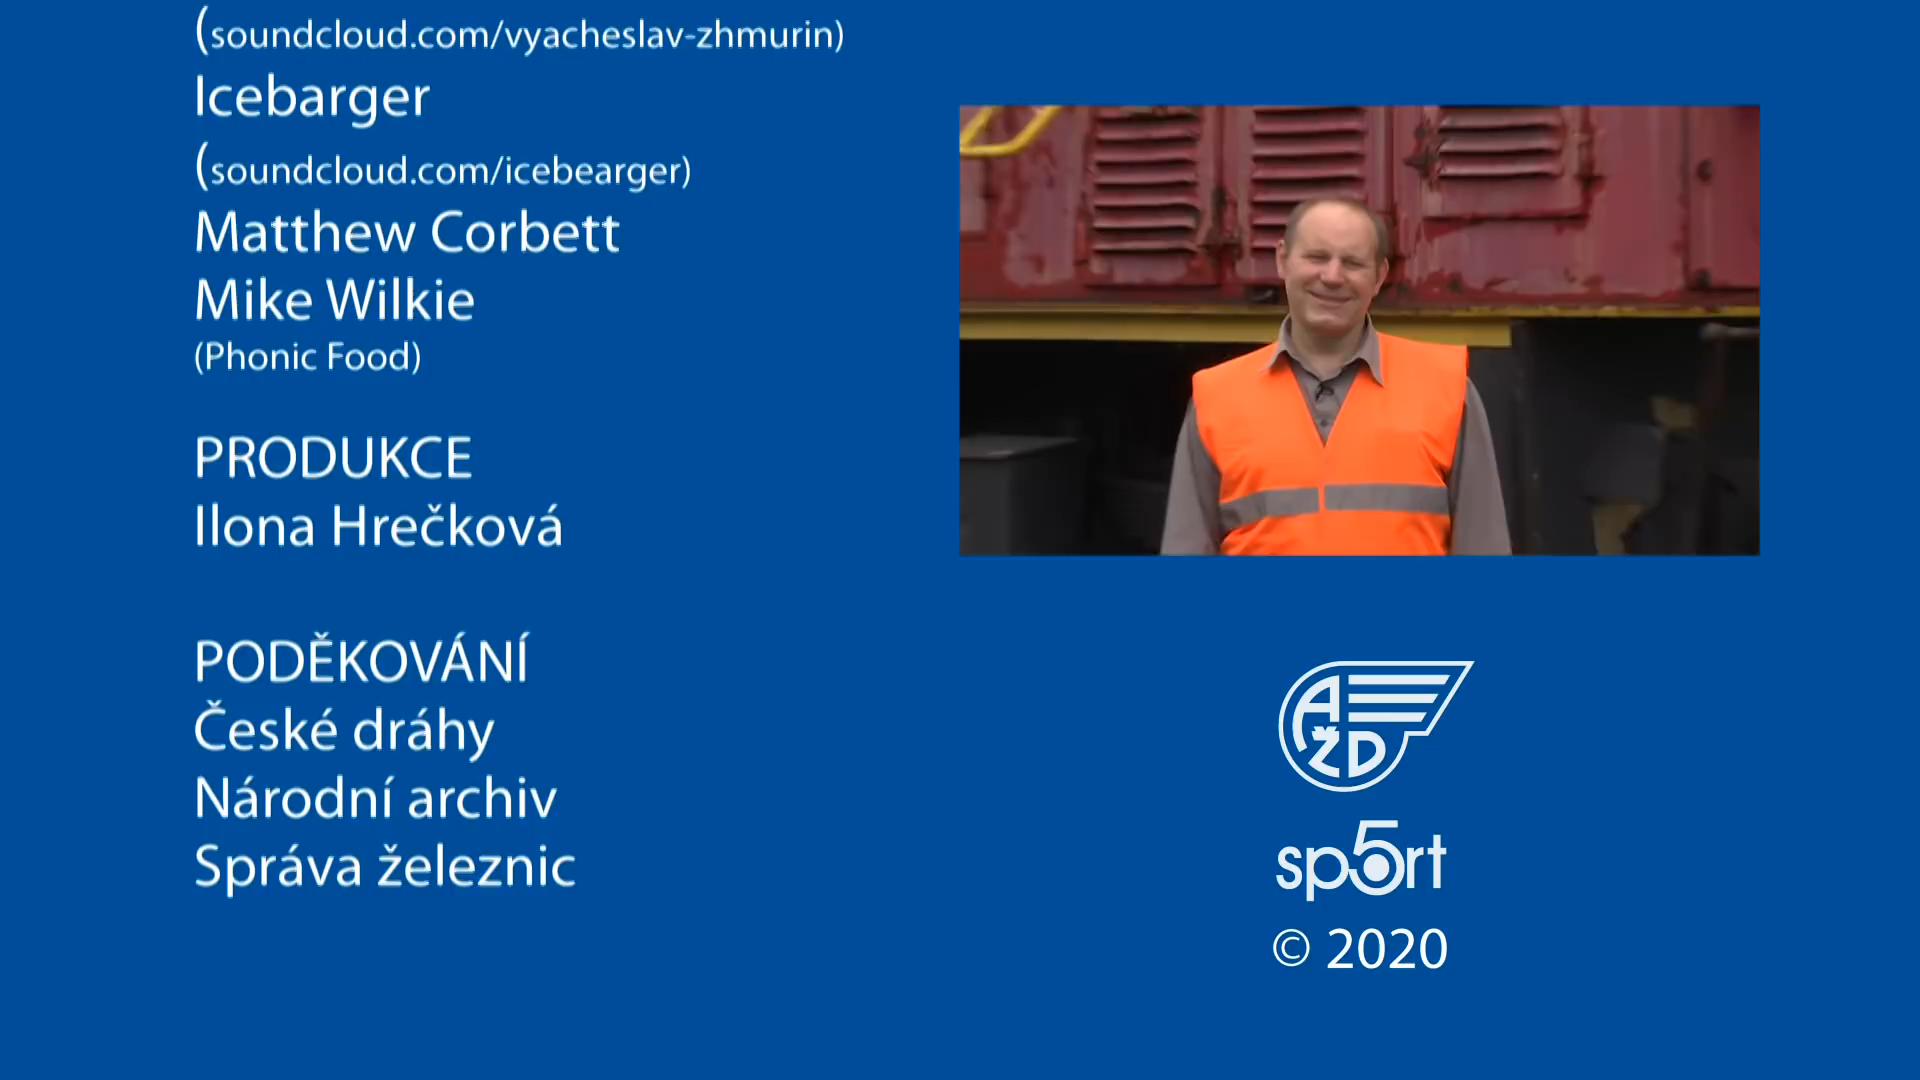 (soundcloud.com/vyacheslav-zhmurin)
Icebarger
(soundcloud.com/icebearger)
Matthew Corbett
Mike Wilkie
(Phonic Food)
PRODUKCE
Ilona Hrečková
PODĚKOVÁNÍ
České dráhy
Národní archiv
Správa železnic
AŽD
sp5rt
© 2020